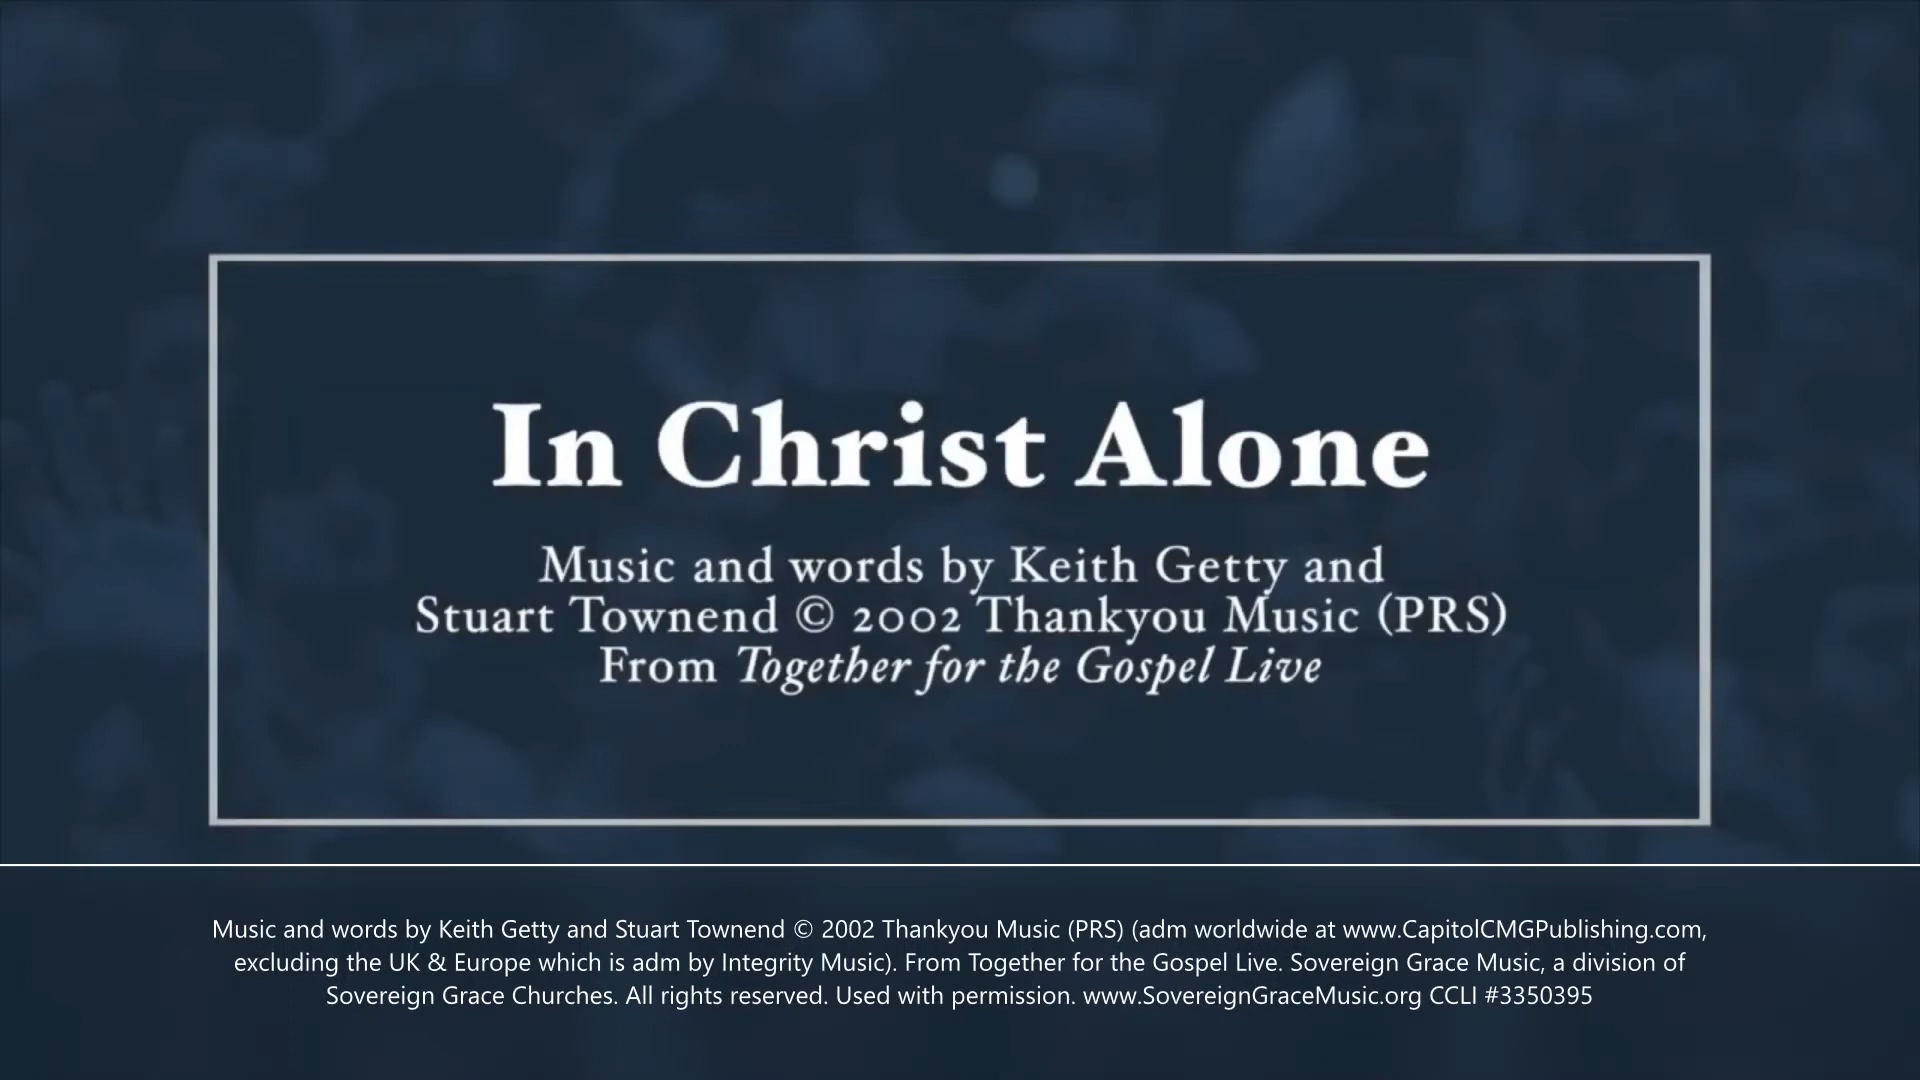 In Christ Alone
Music and words by Keith Getty and
Stuart Townend © 2002 Thankyou Music (PRS)
From Together for the Gospel Live
Music and words by Keith Getty and Stuart Townend © 2002 Thankyou Music (PRS) (adm worldwide at www.CapitolCMGPublishing.com,
excluding the UK & Europe which is adm by Integrity Music). From Together for the Gospel Live. Sovereign Grace Music, a division of
Sovereign Grace Churches. All rights reserved. Used with permission. www.SovereignGraceMusic.org CCLI #3350395